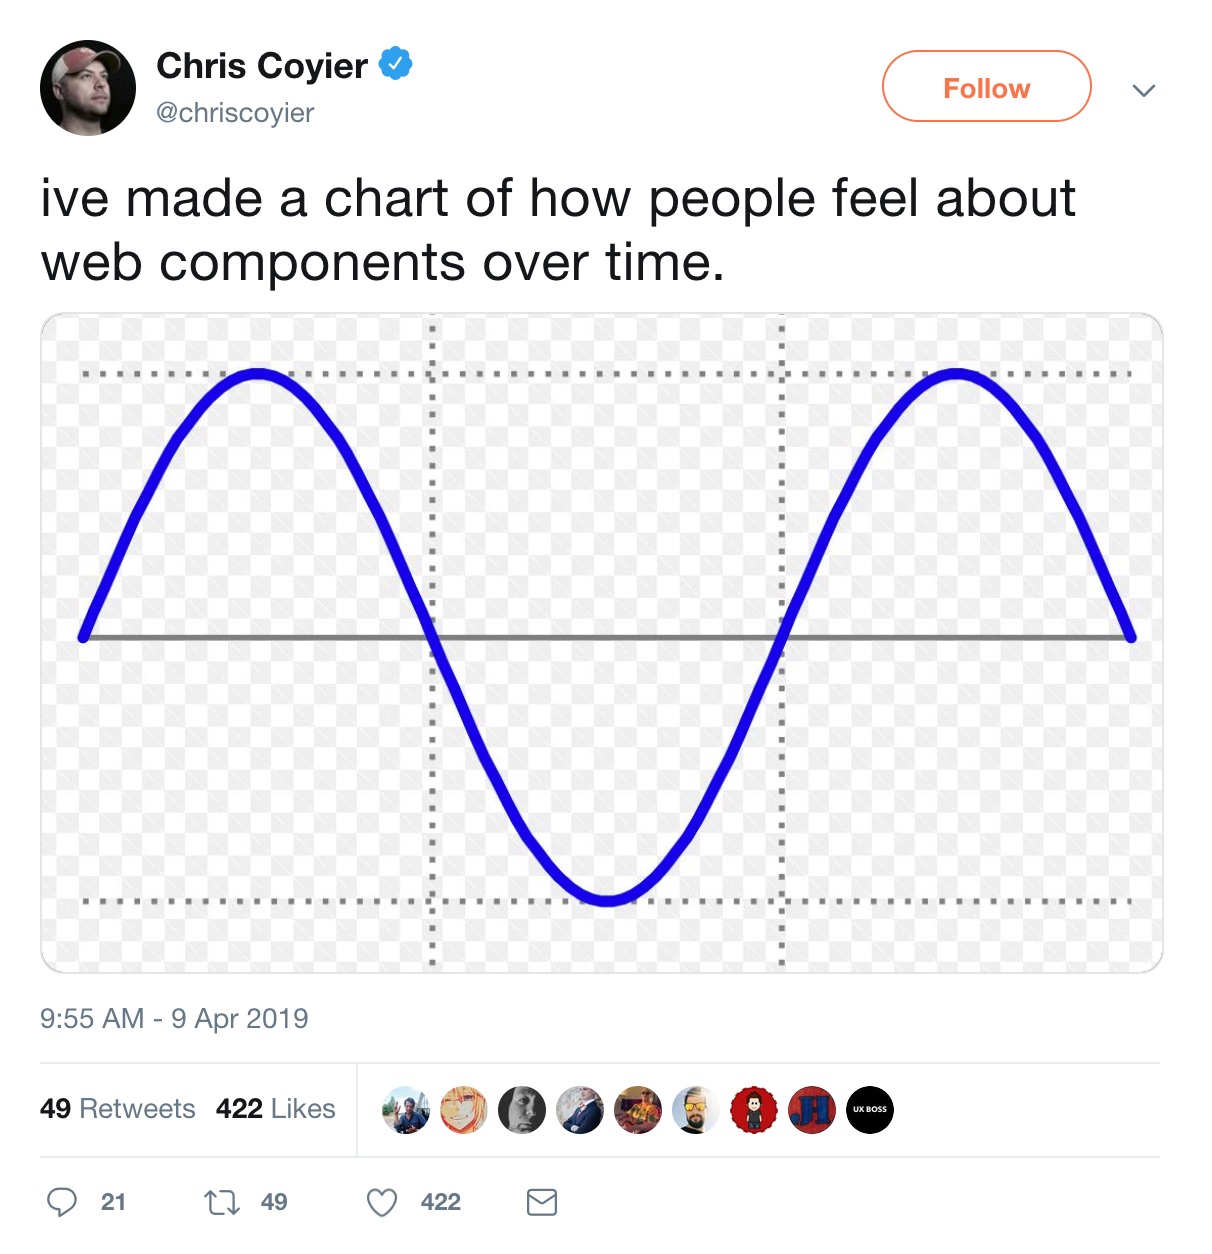 Chris Coyier
@chriscoyier
Follow
ive made a chart of how people feel about
web components over time.
9:55 AM - 9 Apr 2019
49 Retweets 422 Likes
UX BOSS
21 49 422